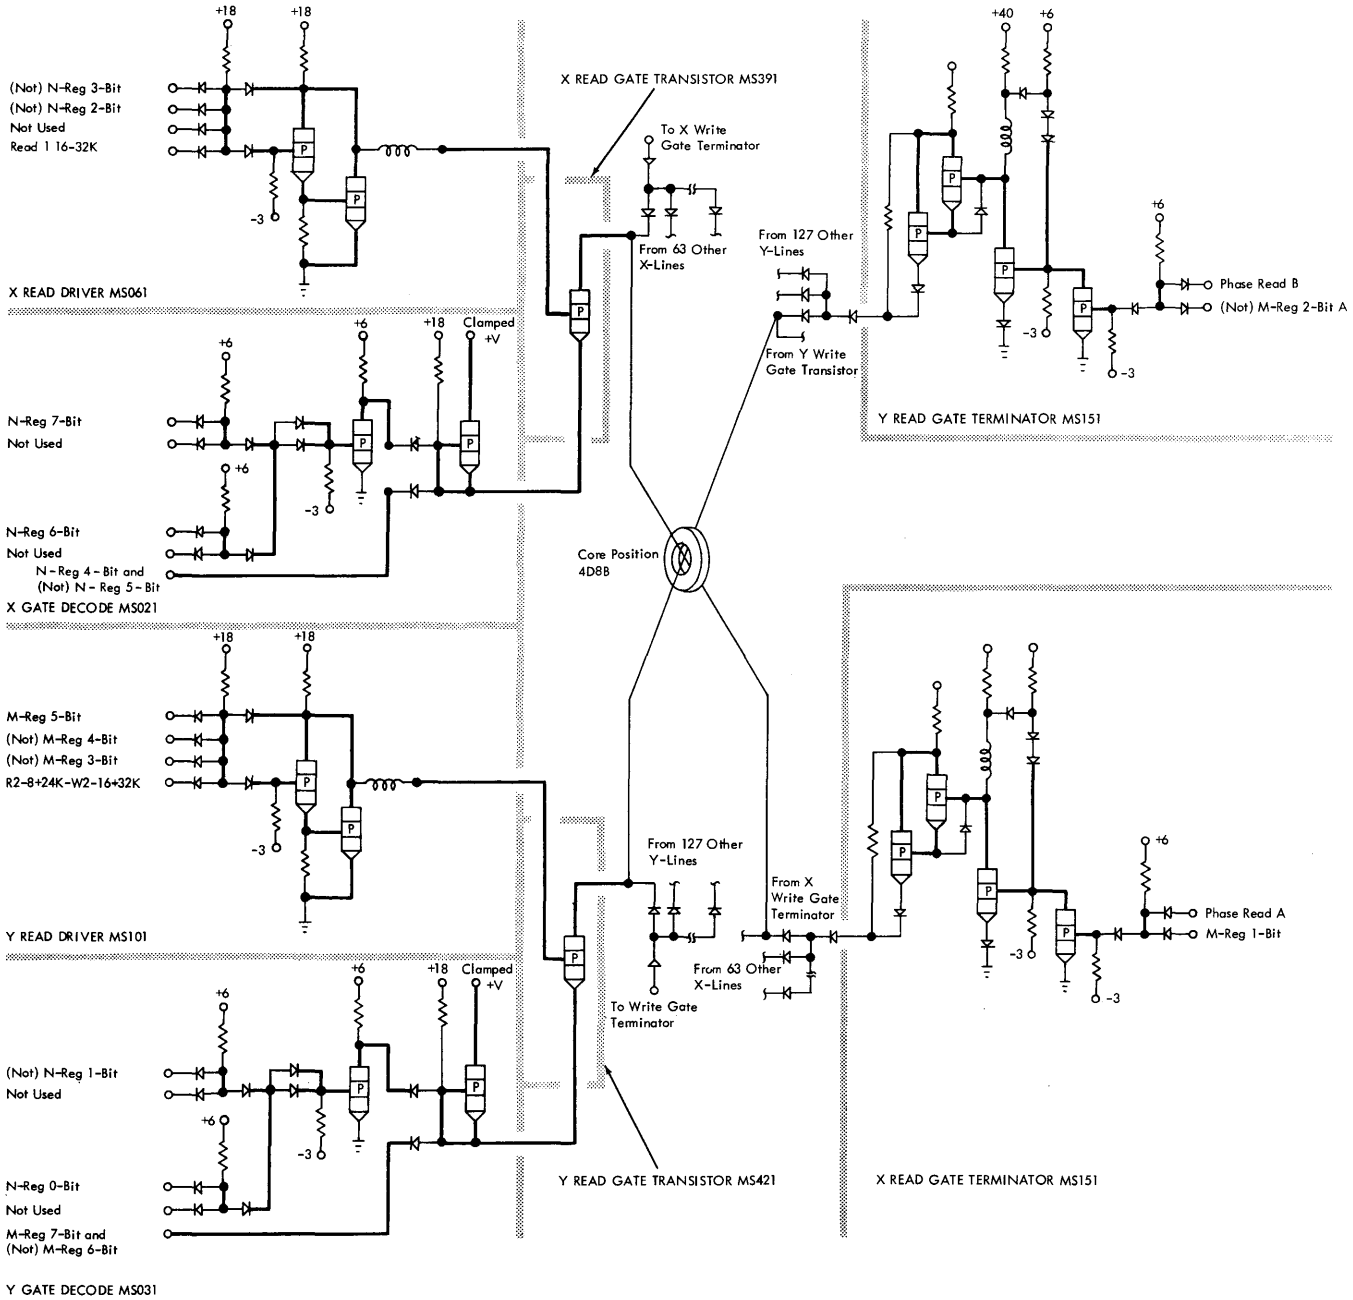 +18
+18
(Not) N-Reg 3-Bit
(Not) N-Reg 2-Bit
Not Used
Read 1 16-32K
P
P
-3
X READ DRIVER MS061
X READ GATE TRANSISTOR MS391
To X Write
Gate Terminator
From 63 Other
X-Lines
P
+6
+18
Clamped
+V
+6
N-Reg 7-Bit
Not Used
P
P
+6
-3
N-Reg 6-Bit
Not Used
N-Reg 4-Bit and
(Not) N-Reg 5-Bit
X GATE DECODE MS021
+40
+6
P
P
From 127 Other
Y-Lines
P
P
+6
Phase Read B
(Not) M-Reg 2-Bit A
-3
-3
From Y Write
Gate Transistor
Y READ GATE TERMINATOR MS151
Core Position
4D8B
+18
+18
M-Reg 5-Bit
(Not) M-Reg 4-Bit
(Not) M-Reg 3-Bit
R2-8+24K-W2-16+32K
P
P
-3
Y READ DRIVER MS101
From 127 Other
Y-Lines
P
To Write Gate
Terminator
From X
Write Gate
Terminator
From 63 Other
X-Lines
P
P
P
P
+6
Phase Read A
M-Reg 1-Bit
-3
-3
X READ GATE TERMINATOR MS151
+6
+18
Clamped
+V
+6
(Not) N-Reg 1-Bit
Not Used
P
P
+6
-3
N-Reg 0-Bit
Not Used
M-Reg 7-Bit and
(Not) M-Reg 6-Bit
Y READ GATE TRANSISTOR MS421
Y GATE DECODE MS031